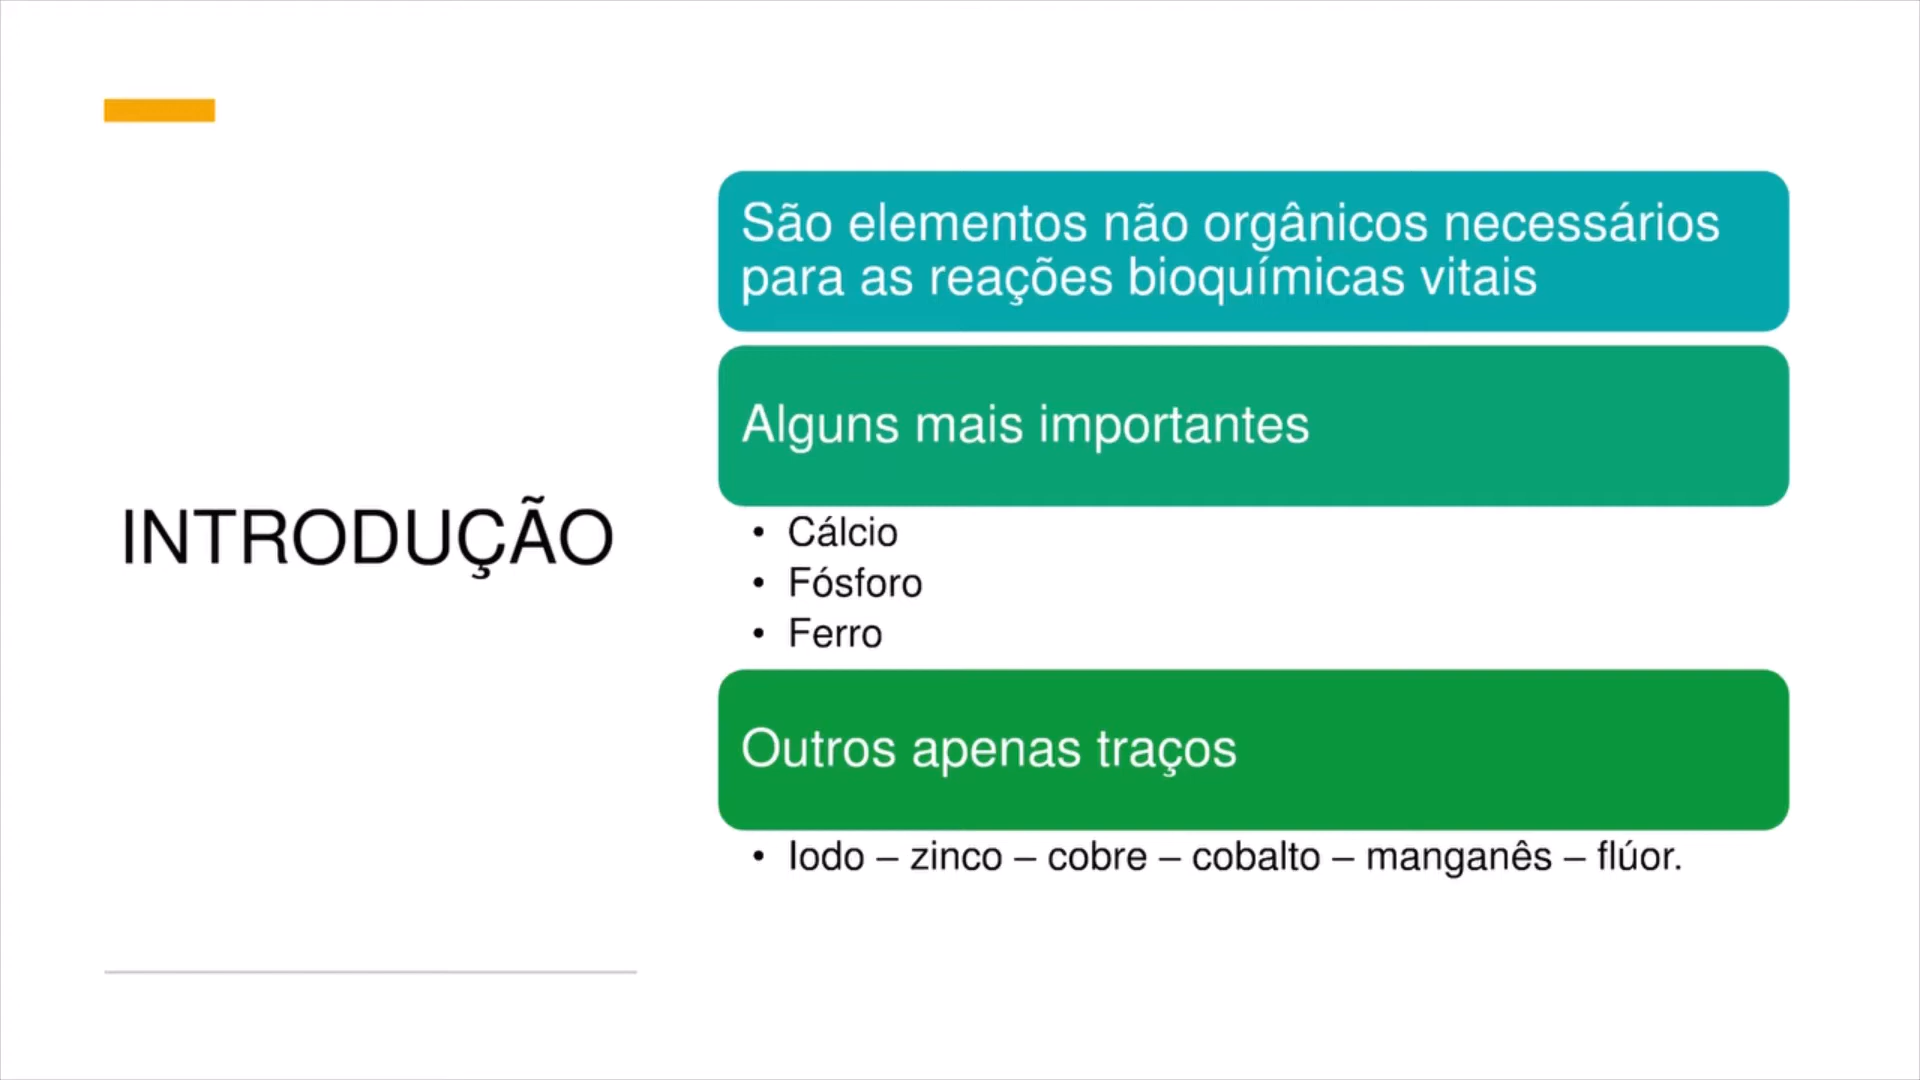 INTRODUÇÃO
São elementos não orgânicos necessários
para as reações bioquímicas vitais
Alguns mais importantes
• Cálcio
• Fósforo
• Ferro
Outros apenas traços
• Iodo – zinco – cobre – cobalto – manganês – flúor.